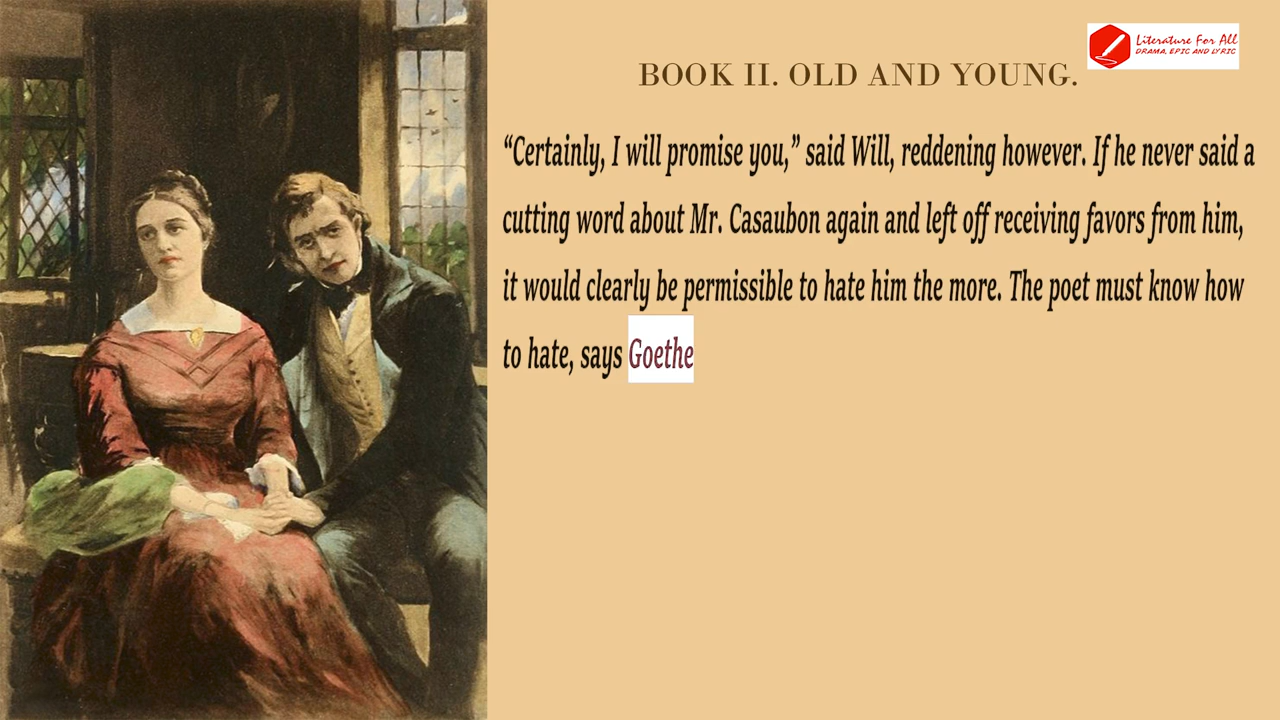 Literature For All
DRAMA, EPIC AND LYRIC
BOOK II. OLD AND YOUNG.
“Certainly, I will promise you,” said Will, reddening however. If he never said a
cutting word about Mr. Casaubon again and left off receiving favors from him,
it would clearly be permissible to hate him the more. The poet must know how
to hate, says Goethe